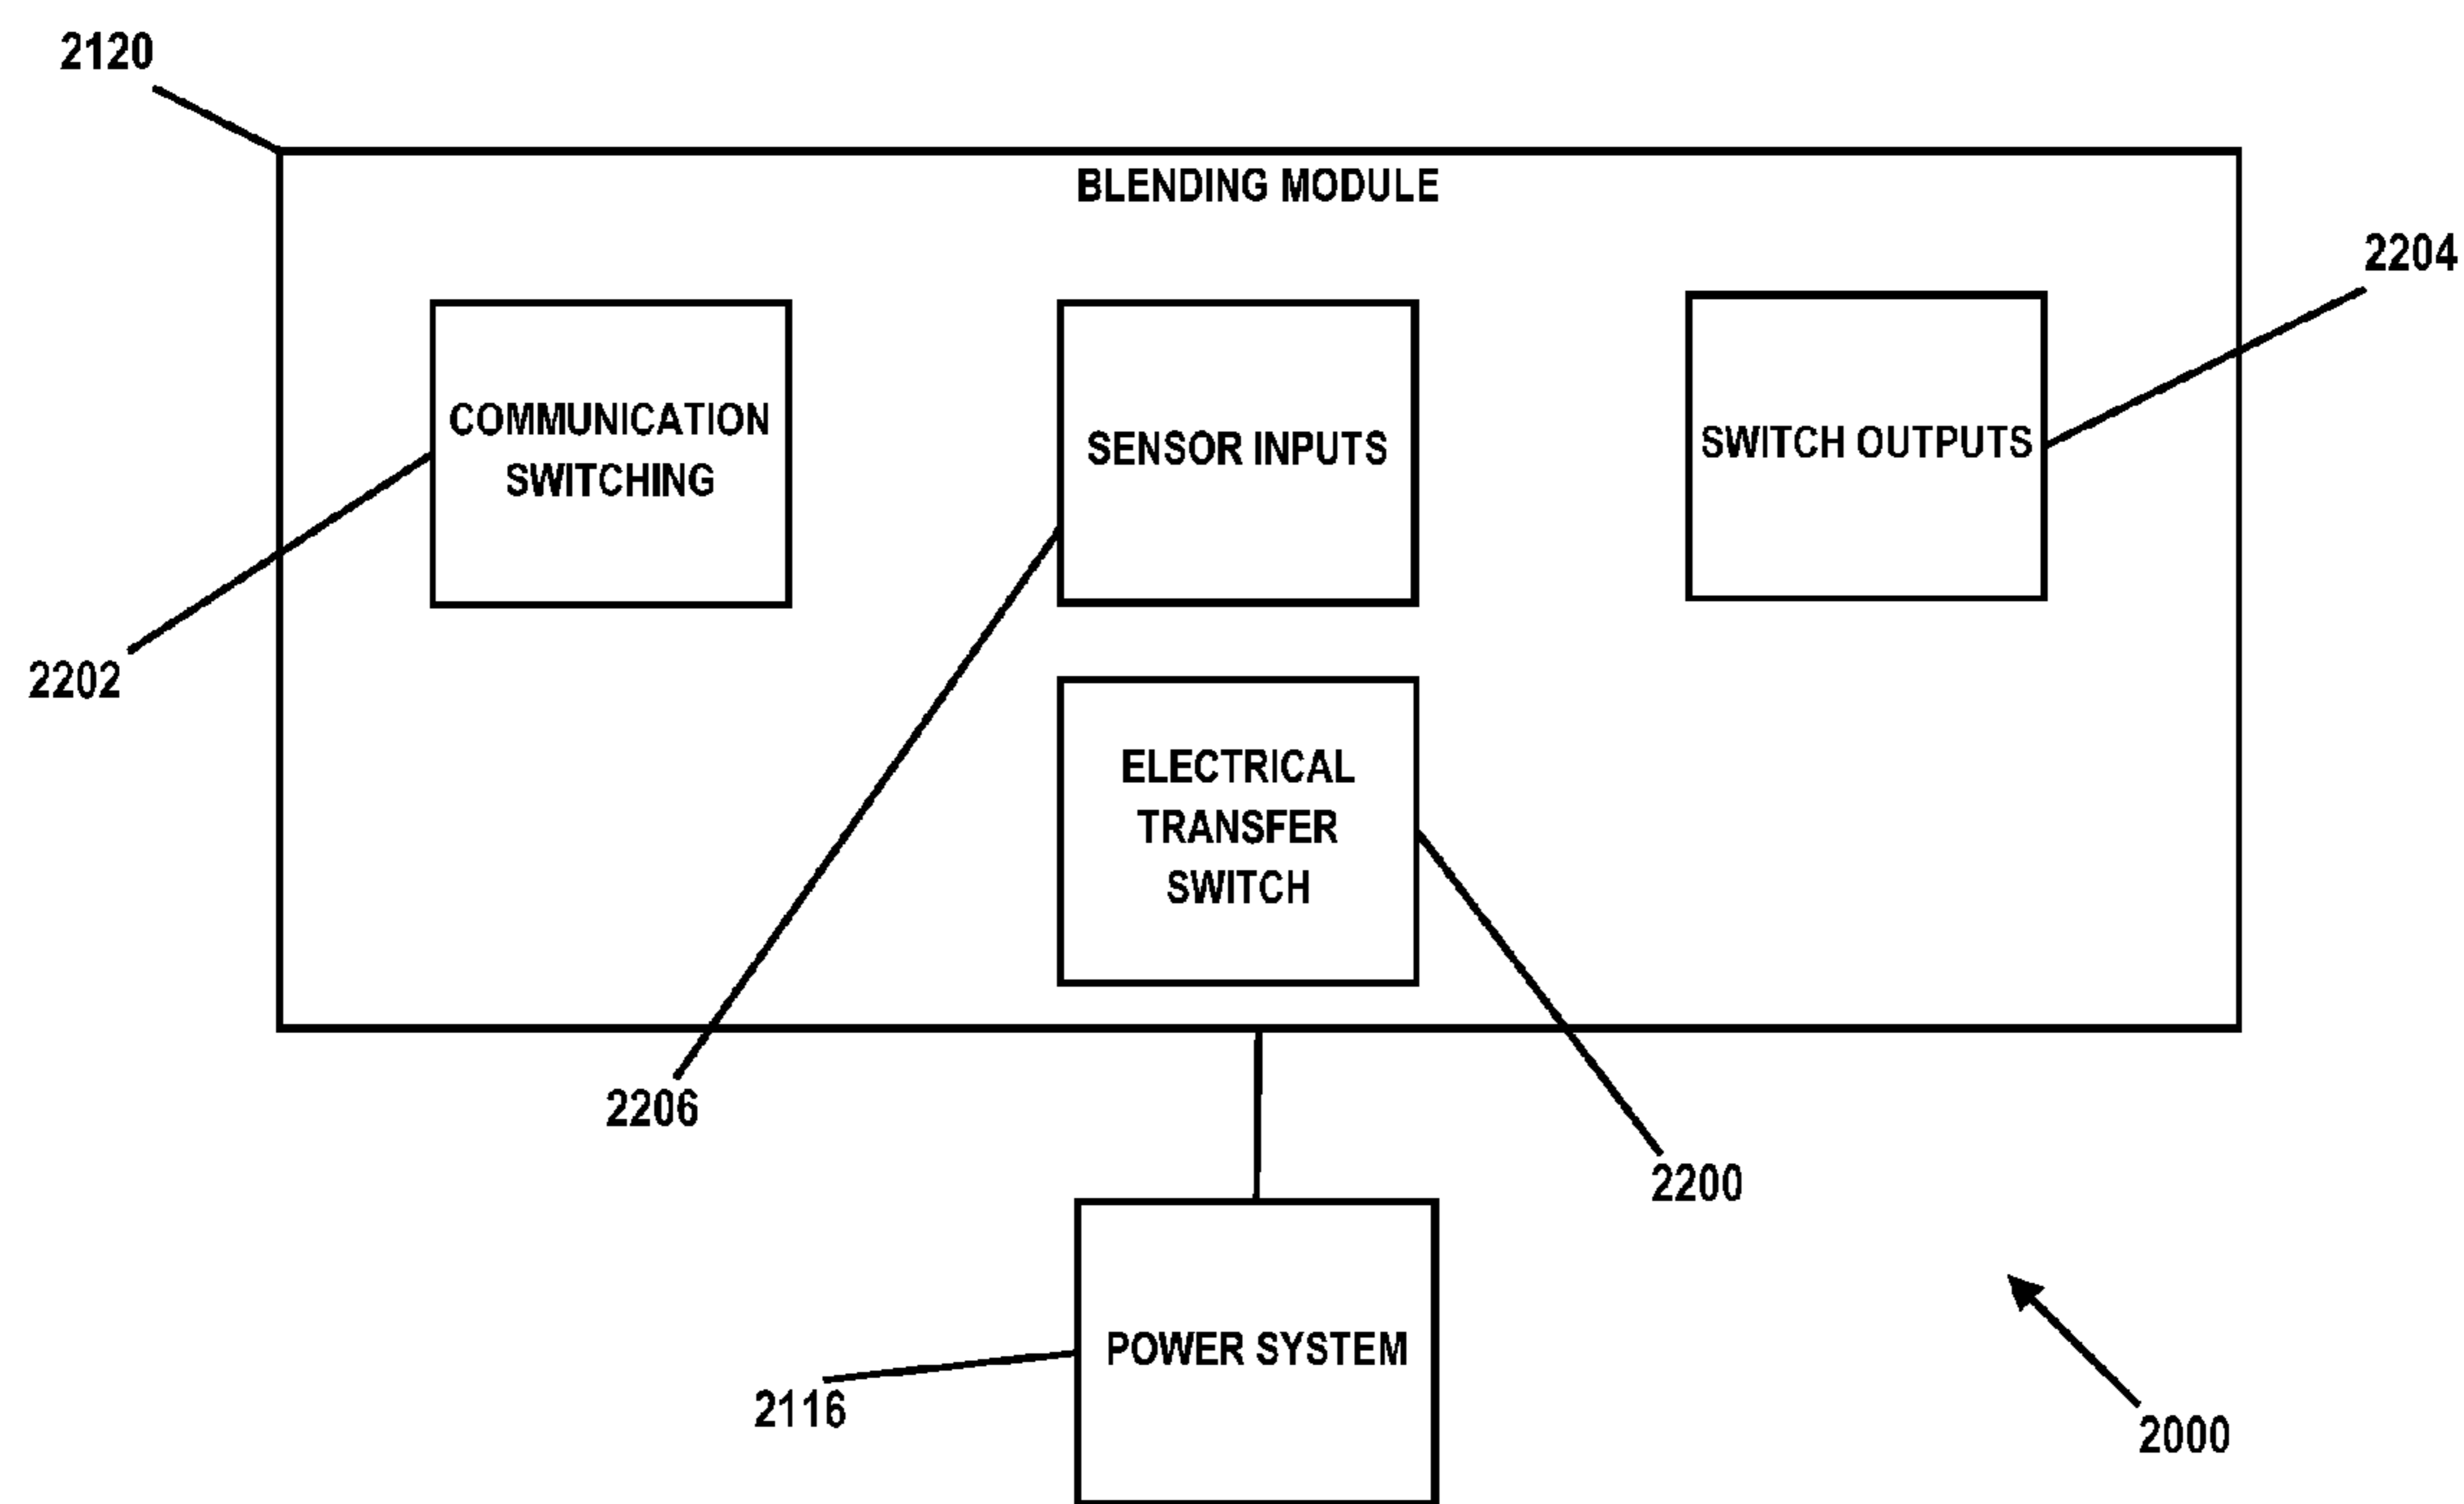 2120
BLENDING MODULE
2204
COMMUNICATION
SWITCHING
SENSOR INPUTS
SWITCH OUTPUTS
2202
ELECTRICAL
TRANSFER
SWITCH
2206
2200
POWER SYSTEM
2116
2000